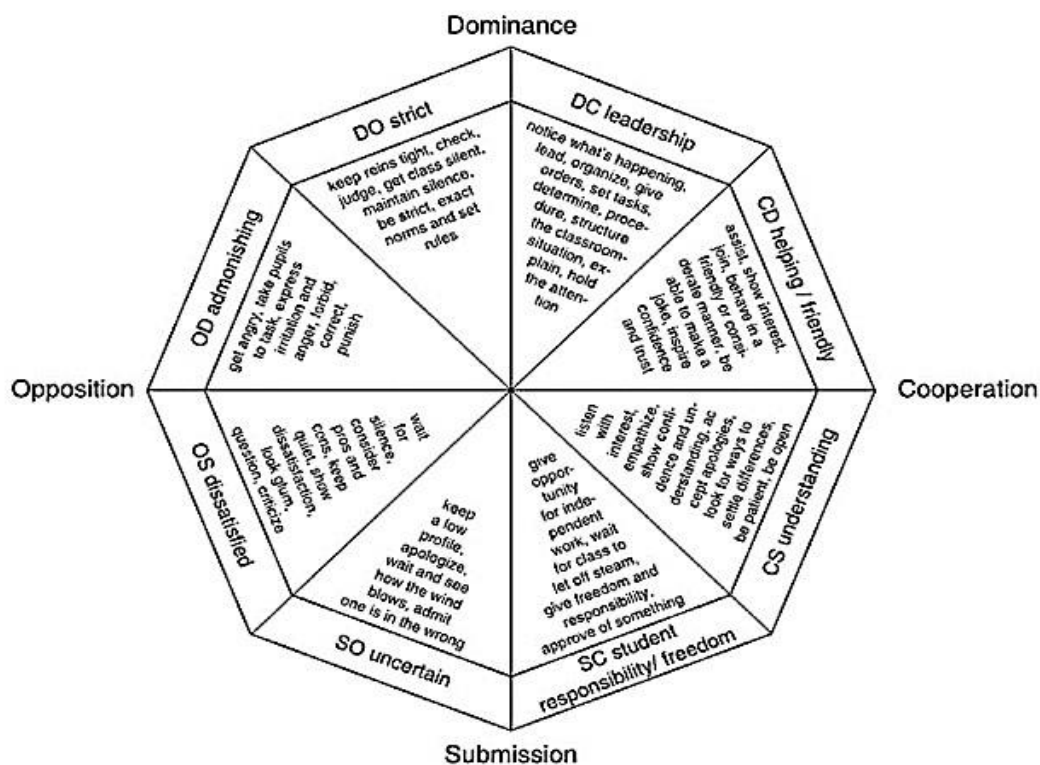 Dominance
DO strict
DC leadership
keep reins tight, check,
judge, get class silent,
maintain silence,
be strict, exact
norms and set
rules
notice what's happening,
lead, organize, give
orders, set tasks,
determine, proce-
dure, structure
the classroom-
situation, ex-
plain, hold
the atten-
tion
OD admonishing
get angry, take pupils
to task, express
irritation and
anger, forbid,
correct,
punish
CD helping / friendly
assist, show interest,
join, behave in a
friendly or consi-
derate manner, be
able to make a
joke, inspire
confidence
and trust
Opposition
Cooperation
OS dissatisfied
wait
for
silence,
consider
pros and
cons, keep
quiet, show
dissatisfaction,
look glum,
question, criticize
CS understanding
listen
with
interest,
empathize,
show confi-
dence and un-
derstanding, ac
cept apologies,
look for ways to
settle differences,
be patient, be open
SO uncertain
keep
a low
profile,
apologize,
wait and see
how the wind
blows, admit
one is in the wrong
give
oppor-
tunity
for inde-
pendent
work, wait
for class to
let off steam,
give freedom and
responsibility,
approve of something
SC student
responsibility/ freedom
Submission